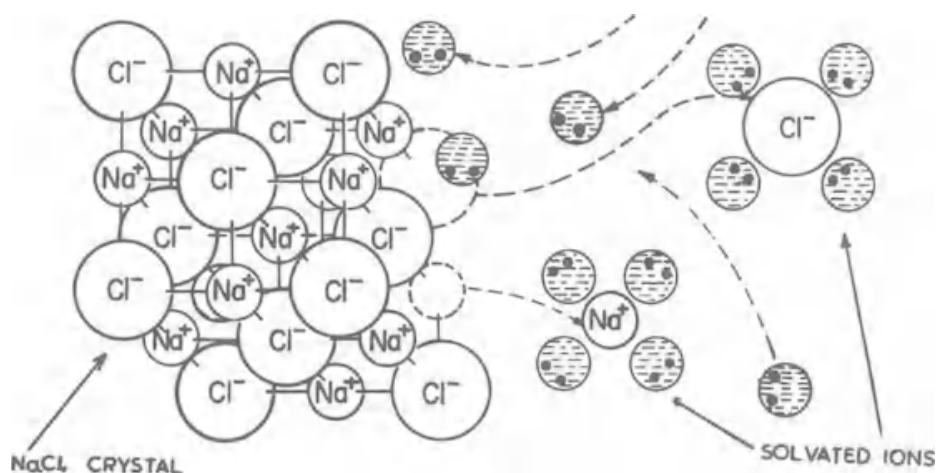 Cl⁻ Na⁺ Cl⁻
Na⁺ Cl⁻ Na⁺ Cl⁻
Na⁺ Cl⁻ Na⁺
Cl⁻ Na⁺ Cl⁻
Cl⁻ Na⁺ Cl⁻
Na⁺
Na⁺ Cl⁻ Na⁺
Cl⁻ Na⁺ Cl⁻
NaCl CRYSTAL
SOLVATED IONS